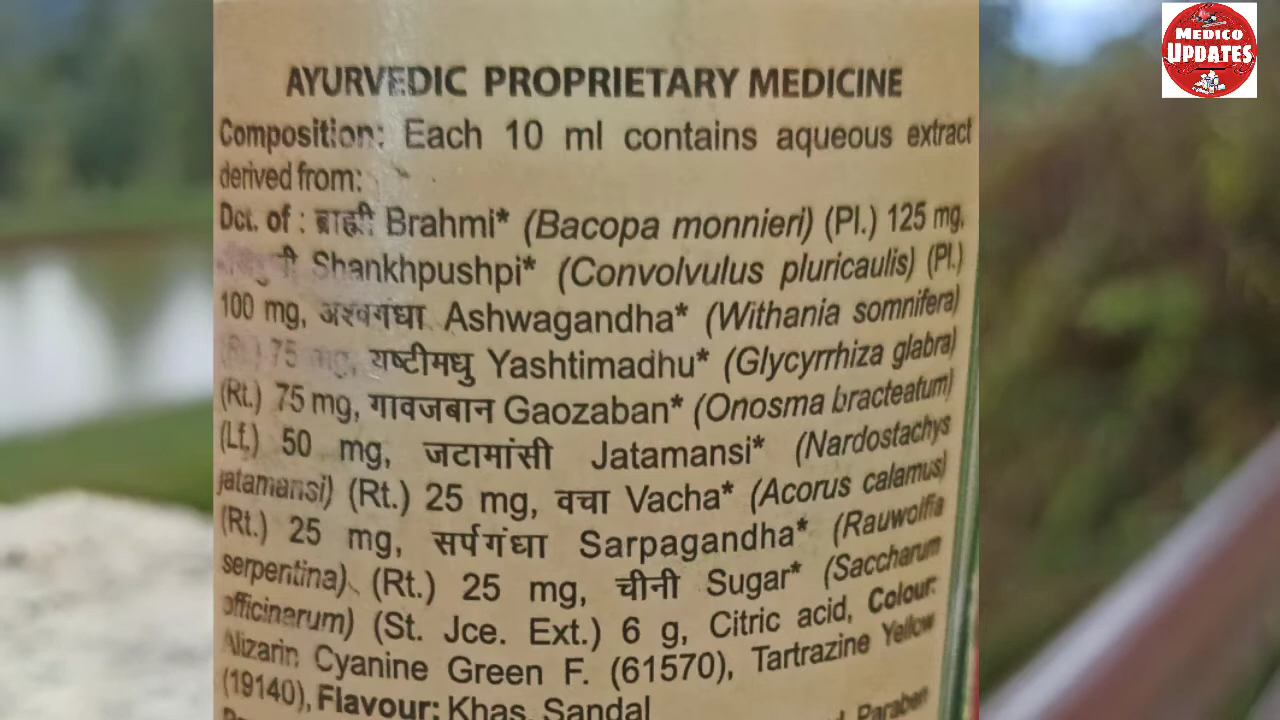 MEDICO
UPDATES
AYURVEDIC PROPRIETARY MEDICINE
Composition: Each 10 ml contains aqueous extract
derived from:
Dct. of : ब्राह्मी Brahmi* (Bacopa monnieri) (Pl.) 125 mg,
Shankhpushpi* (Convolvulus pluricaulis) (Pl.)
100 mg, अश्वगंधा Ashwagandha* (Withania somnifera)
75 mg, यष्टीमधु Yashtimadhu* (Glycyrrhiza glabra)
(Rt.) 75 mg, गावजबान Gaozaban* (Onosma bracteatum)
(Lf.) 50 mg, जटामांसी Jatamansi* (Nardostachys
jatamansi) (Rt.) 25 mg, वचा Vacha* (Acorus calamus)
(Rt.) 25 mg, सर्पगंधा Sarpagandha* (Rauwolfia
serpentina) (Rt.) 25 mg, चीनी Sugar* (Saccharum
officinarum) (St. Jce. Ext.) 6 g, Citric acid, Colour:
Alizarin Cyanine Green F. (61570), Tartrazine Yellow
(19140), Flavour: Khas, Sandal
Paraben